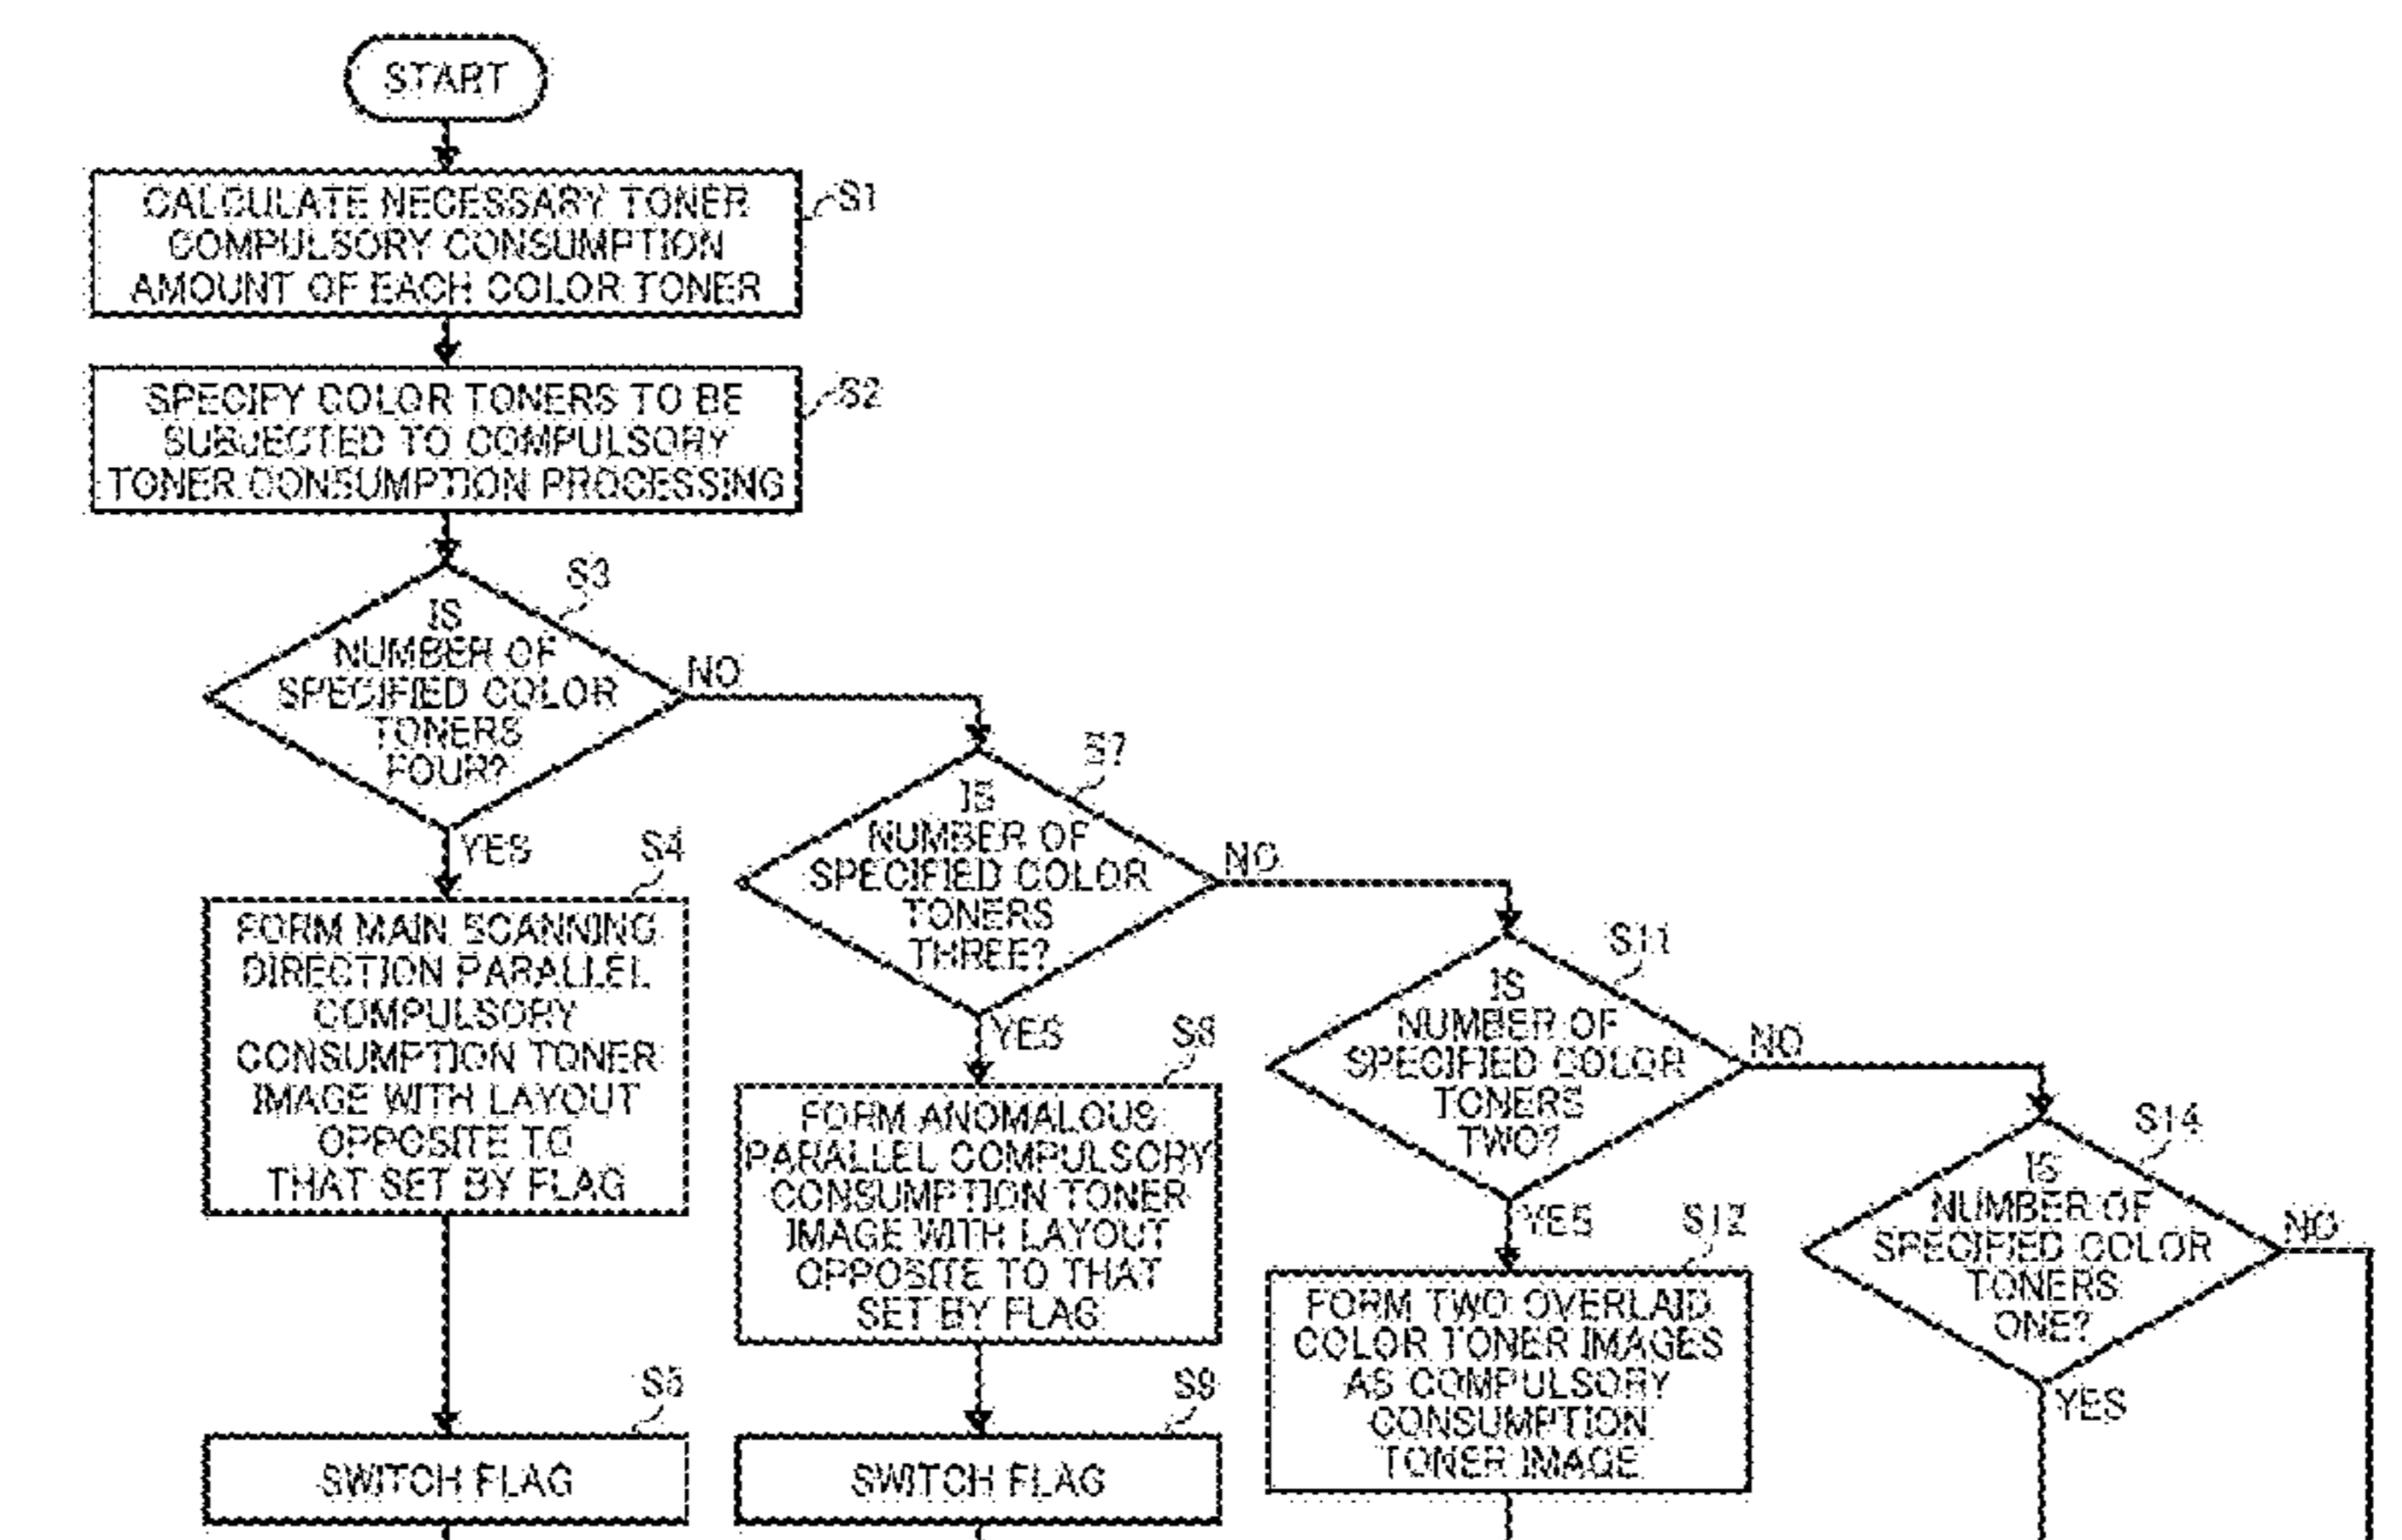 START
CALCULATE NECESSARY TONER
COMPULSORY CONSUMPTION
AMOUNT OF EACH COLOR TONER
S1
SPECIFY COLOR TONERS TO BE
SUBJECTED TO COMPULSORY
TONER CONSUMPTION PROCESSING
S2
S3
IS
NUMBER OF
SPECIFIED COLOR
TONERS
FOUR?
NO
YES
S4
FORM MAIN SCANNING
DIRECTION PARALLEL
COMPULSORY
CONSUMPTION TONER
IMAGE WITH LAYOUT
OPPOSITE TO
THAT SET BY FLAG
S5
SWITCH FLAG
S7
IS
NUMBER OF
SPECIFIED COLOR
TONERS
THREE?
NO
YES
S8
FORM ANOMALOUS
PARALLEL COMPULSORY
CONSUMPTION TONER
IMAGE WITH LAYOUT
OPPOSITE TO THAT
SET BY FLAG
S9
SWITCH FLAG
S11
IS
NUMBER OF
SPECIFIED COLOR
TONERS
TWO?
NO
YES
S12
FORM TWO OVERLAID
COLOR TONER IMAGES
AS COMPULSORY
CONSUMPTION
TONER IMAGE
S14
IS
NUMBER OF
SPECIFIED COLOR
TONERS
ONE?
NO
YES